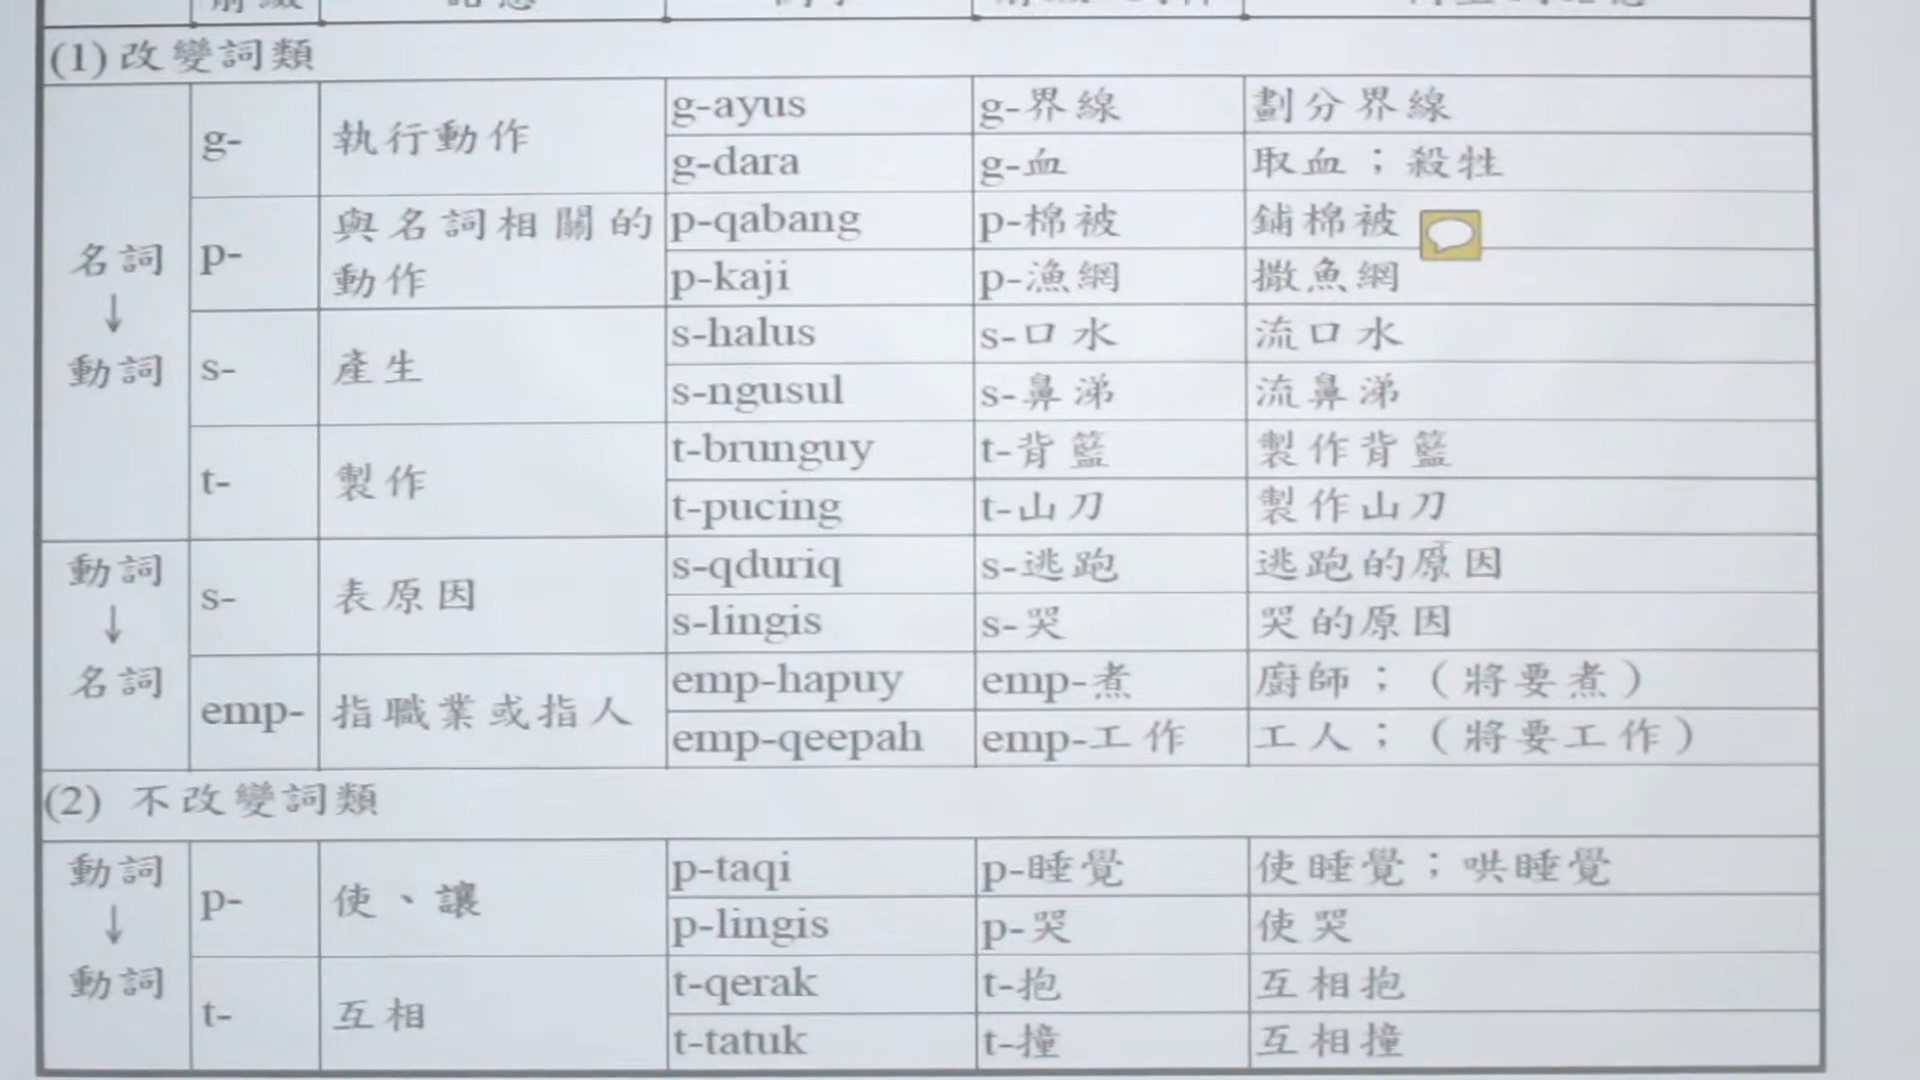 (1) 改變詞類
名詞
↓
動詞
g- 執行動作 g-ayus g-界線 劃分界線
g-dara g-血 取血；殺牲
p- 與名詞相關的動作 p-qabang p-棉被 鋪棉被
p-kaji p-漁網 撒魚網
s- 產生 s-halus s-口水 流口水
s-ngusul s-鼻涕 流鼻涕
t- 製作 t-brunguy t-背籃 製作背籃
t-pucing t-山刀 製作山刀
動詞
↓
名詞
s- 表原因 s-qduriq s-逃跑 逃跑的原因
s-lingis s-哭 哭的原因
emp- 指職業或指人 emp-hapuy emp-煮 廚師；（將要煮）
emp-qeepah emp-工作 工人；（將要工作）
(2) 不改變詞類
動詞
↓
動詞
p- 使、讓 p-taqi p-睡覺 使睡覺；哄睡覺
p-lingis p-哭 使哭
t- 互相 t-qerak t-抱 互相抱
t-tatuk t-撞 互相撞